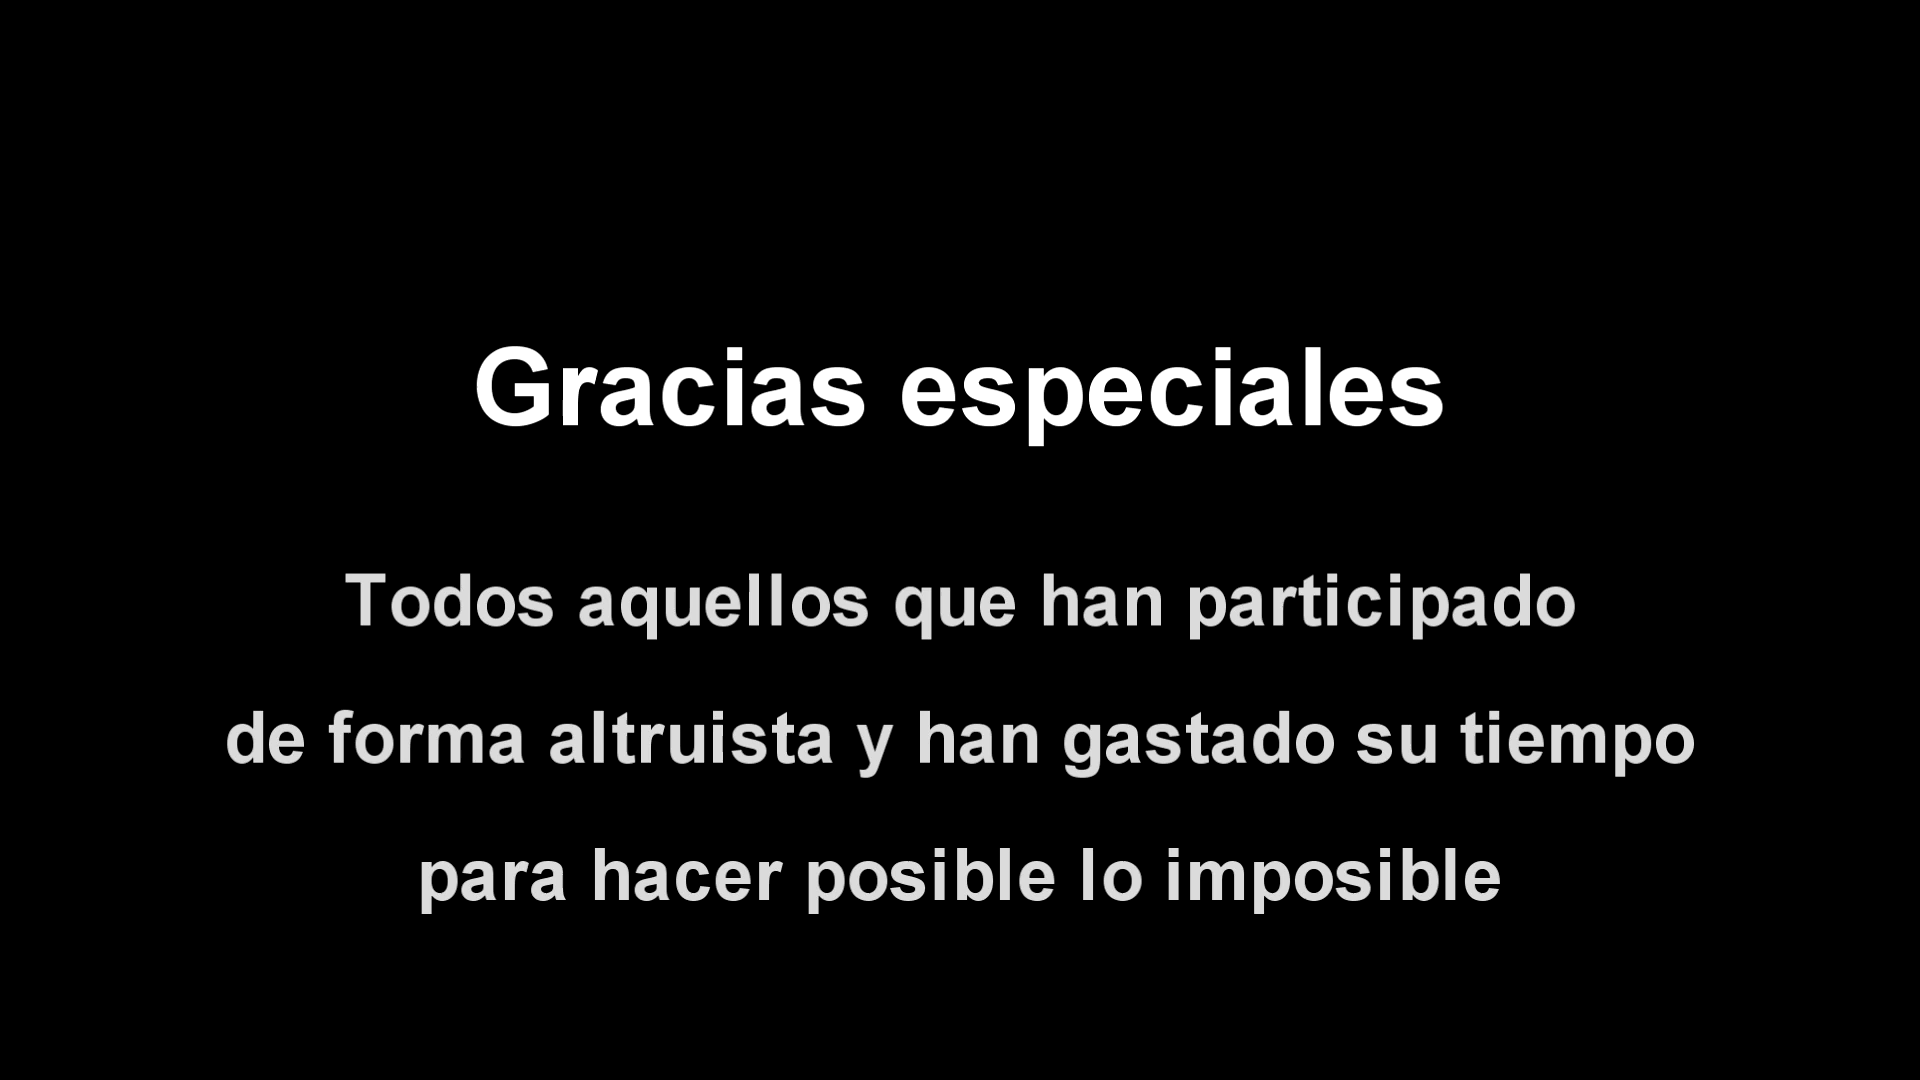 Gracias especiales
Todos aquellos que han participado
de forma altruista y han gastado su tiempo
para hacer posible lo imposible